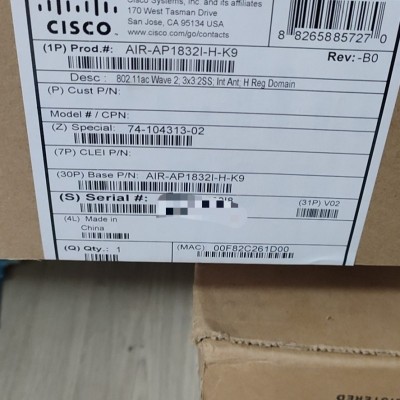 Cisco Systems, Inc. and its affiliates
170 West Tasman Drive
San Jose, CA 95134 USA
www.cisco.com/go/contacts
CISCO
8 8265885727 0
(1P) Prod.#: AIR-AP1832I-H-K9
Rev: -B0
Desc : 802.11ac Wave 2; 3x3:2SS, Int Ant, H Reg Domain
(P) Cust P/N:
Model # / CPN:
(Z) Special: 74-104313-02
(7P) CLEI P/N:
(30P) Base P/N: AIR-AP1832I-H-K9
(S) Serial #:
(31P) V02
(4L) Made in
China
(Q) Qty.: 1
(MAC) 00F82C261D00